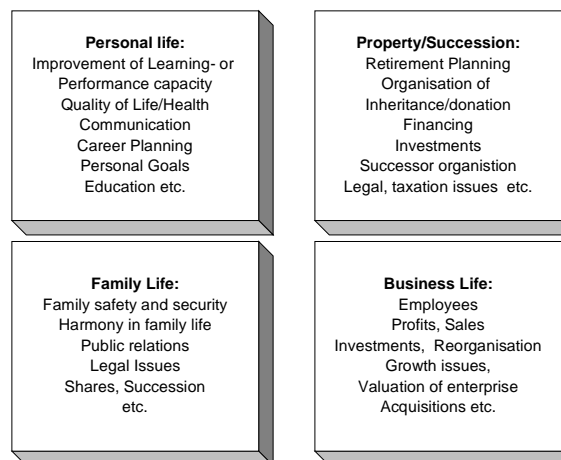 Personal life:
Improvement of Learning- or
Performance capacity
Quality of Life/Health
Communication
Career Planning
Personal Goals
Education etc.
Property/Succession:
Retirement Planning
Organisation of
Inheritance/donation
Financing
Investments
Successor organistion
Legal, taxation issues etc.
Family Life:
Family safety and security
Harmony in family life
Public relations
Legal Issues
Shares, Succession
etc.
Business Life:
Employees
Profits, Sales
Investments, Reorganisation
Growth issues,
Valuation of enterprise
Acquisitions etc.